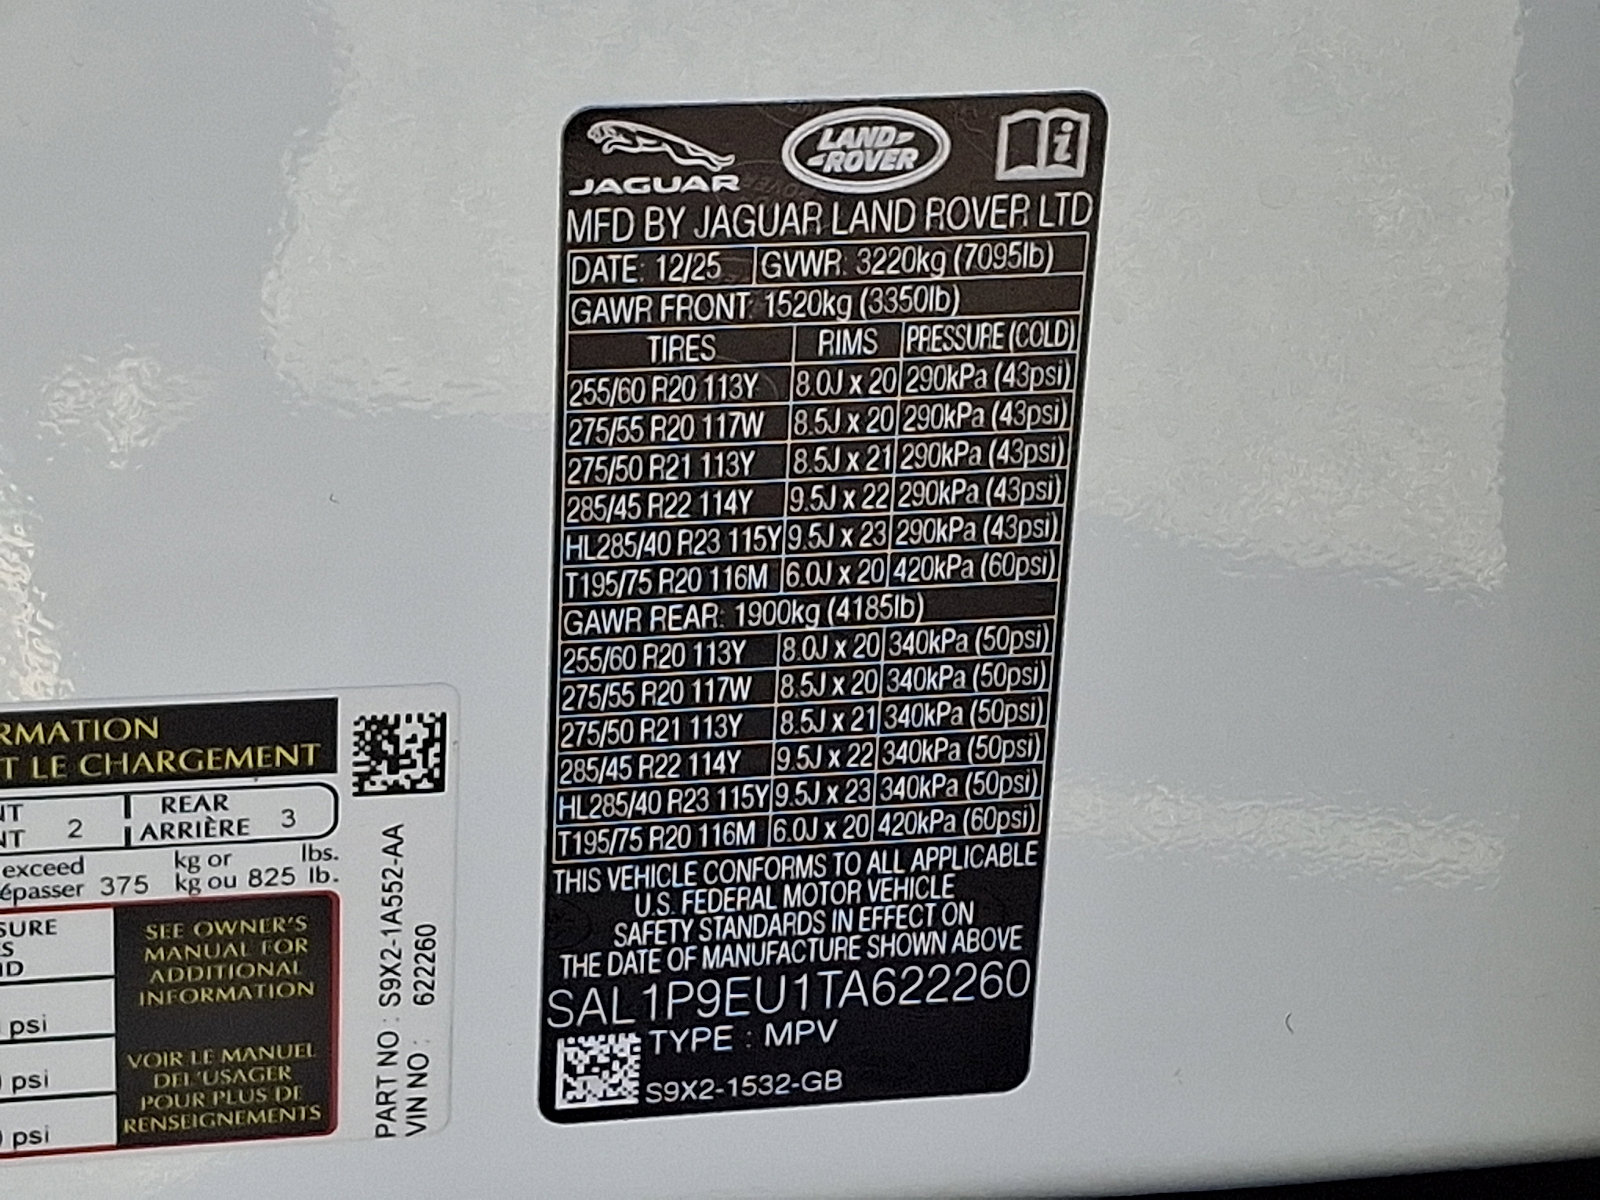 JAGUAR
LAND-
-ROVER
MFD BY JAGUAR LAND ROVER LTD
DATE: 12/25 GVWR: 3220kg (7095lb)
GAWR FRONT: 1520kg (3350lb)
TIRES RIMS PRESSURE (COLD)
255/60 R20 113Y 8.0J x 20 290kPa (43psi)
275/55 R20 117W 8.5J x 20 290kPa (43psi)
275/50 R21 113Y 8.5J x 21 290kPa (43psi)
285/45 R22 114Y 9.5J x 22 290kPa (43psi)
HL285/40 R23 115Y 9.5J x 23 290kPa (43psi)
T195/75 R20 116M 6.0J x 20 420kPa (60psi)
GAWR REAR: 1900kg (4185lb)
255/60 R20 113Y 8.0J x 20 340kPa (50psi)
275/55 R20 117W 8.5J x 20 340kPa (50psi)
275/50 R21 113Y 8.5J x 21 340kPa (50psi)
285/45 R22 114Y 9.5J x 22 340kPa (50psi)
HL285/40 R23 115Y 9.5J x 23 340kPa (50psi)
T195/75 R20 116M 6.0J x 20 420kPa (60psi)
THIS VEHICLE CONFORMS TO ALL APPLICABLE
U.S. FEDERAL MOTOR VEHICLE
SAFETY STANDARDS IN EFFECT ON
THE DATE OF MANUFACTURE SHOWN ABOVE
SAL1P9EU1TA622260
TYPE : MPV
S9X2-1532-GB
RMATION
T LE CHARGEMENT
NT 2 REAR
NT ARRIÈRE 3
exceed kg or lbs.
épasser 375 kg ou 825 lb.
SURE
S
ID
psi
psi
psi
SEE OWNER'S
MANUAL FOR
ADDITIONAL
INFORMATION
VOIR LE MANUEL
DE L'USAGER
POUR PLUS DE
RENSEIGNEMENTS
PART NO : S9X2-1A552-AA
VIN NO : 622260